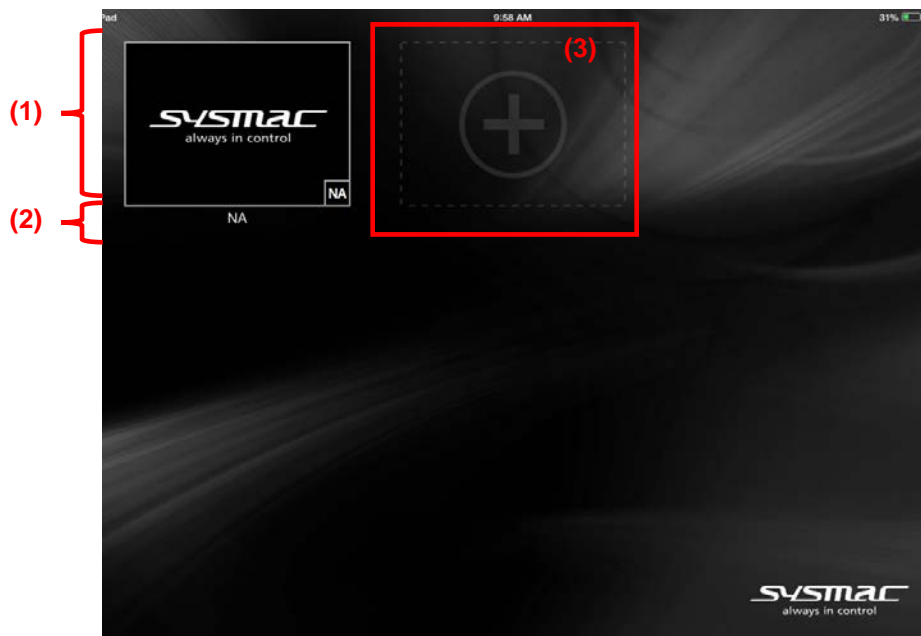 Pad 9:58 AM 31%
(3)
(1)
sysmac
always in control
NA
(2)
NA
sysmac
always in control